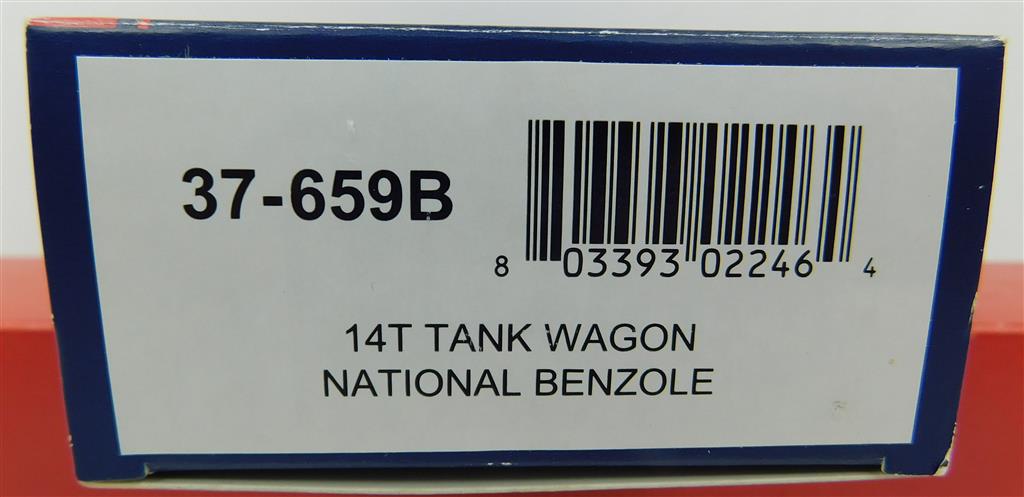 37-659B
8 03393 02246 4
14T TANK WAGON
NATIONAL BENZOLE